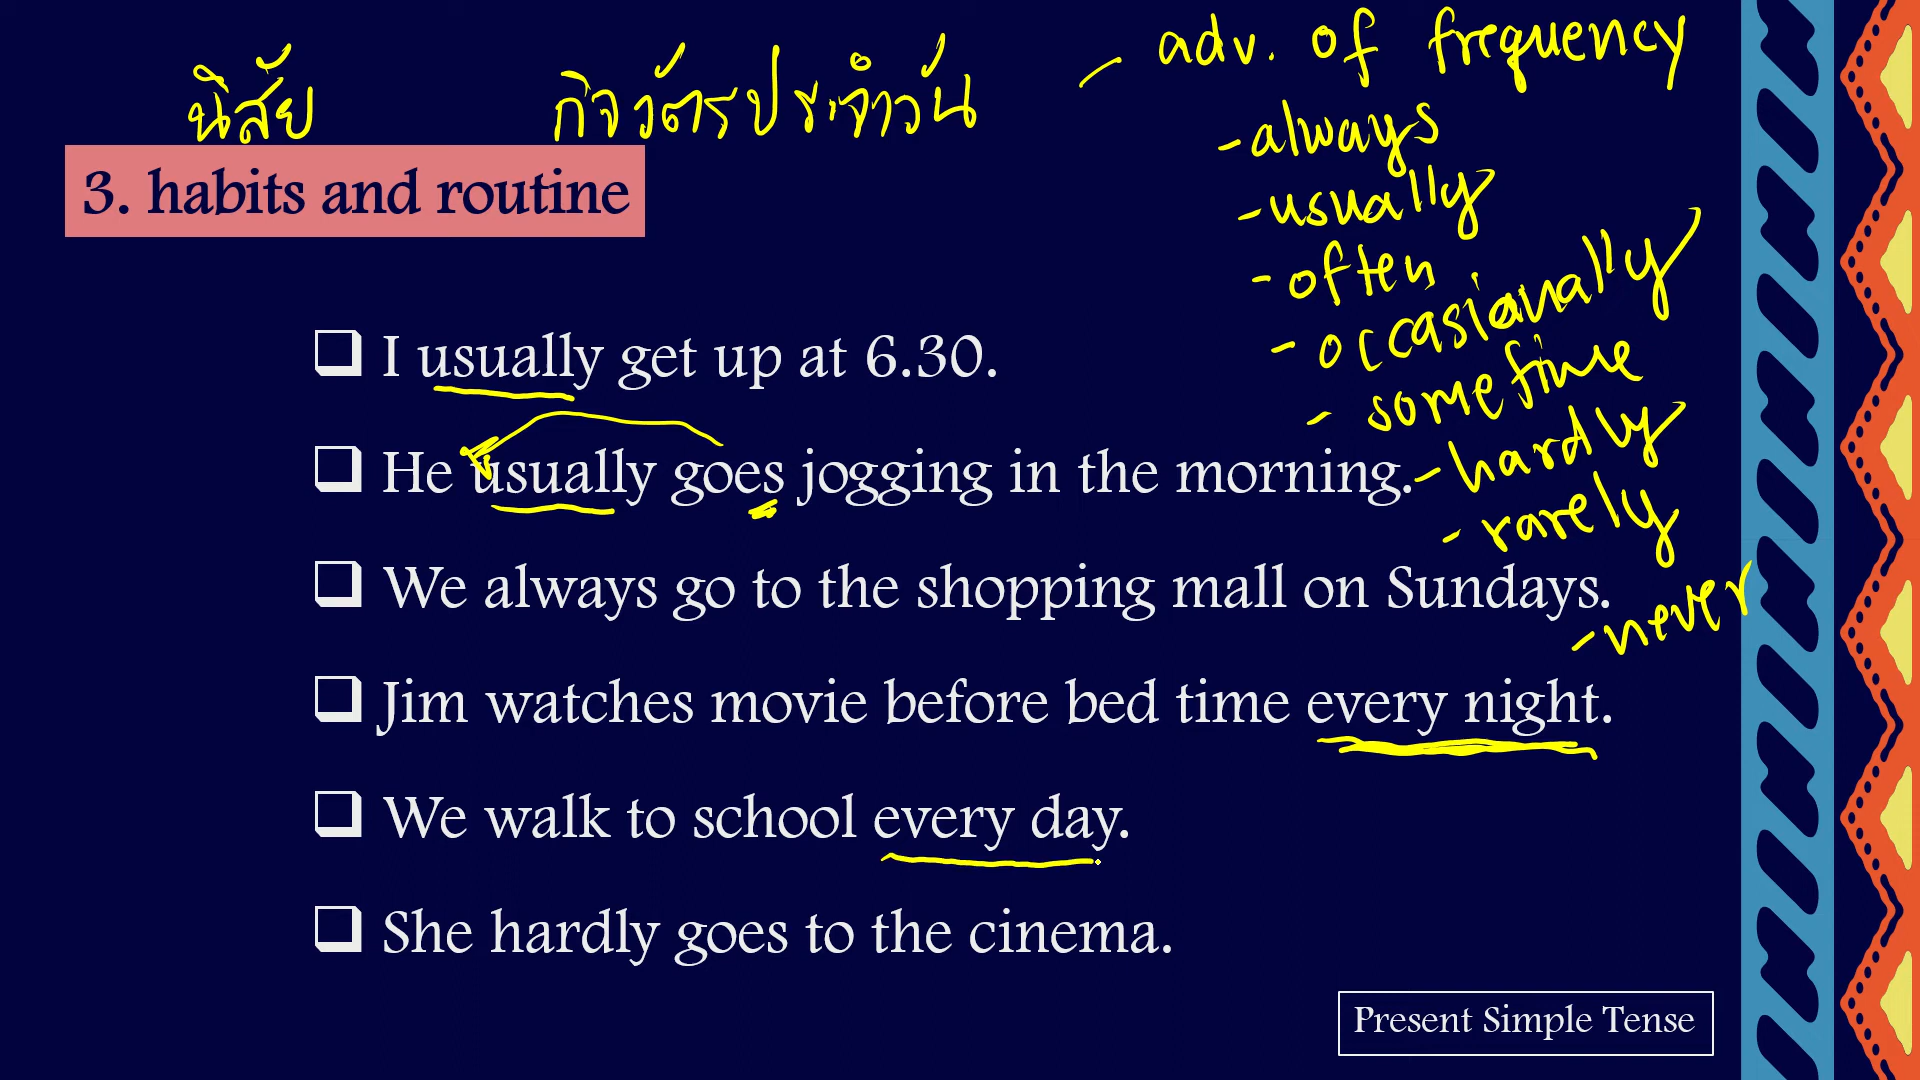 นิสัย กิจวัตรประจำวัน
3. habits and routine
adv. of frequency
- always
- usually
- often
- occasionally
- sometime
- hardly
- rarely
- never
I usually get up at 6.30.
He usually goes jogging in the morning.
We always go to the shopping mall on Sundays.
Jim watches movie before bed time every night.
We walk to school every day.
She hardly goes to the cinema.
Present Simple Tense